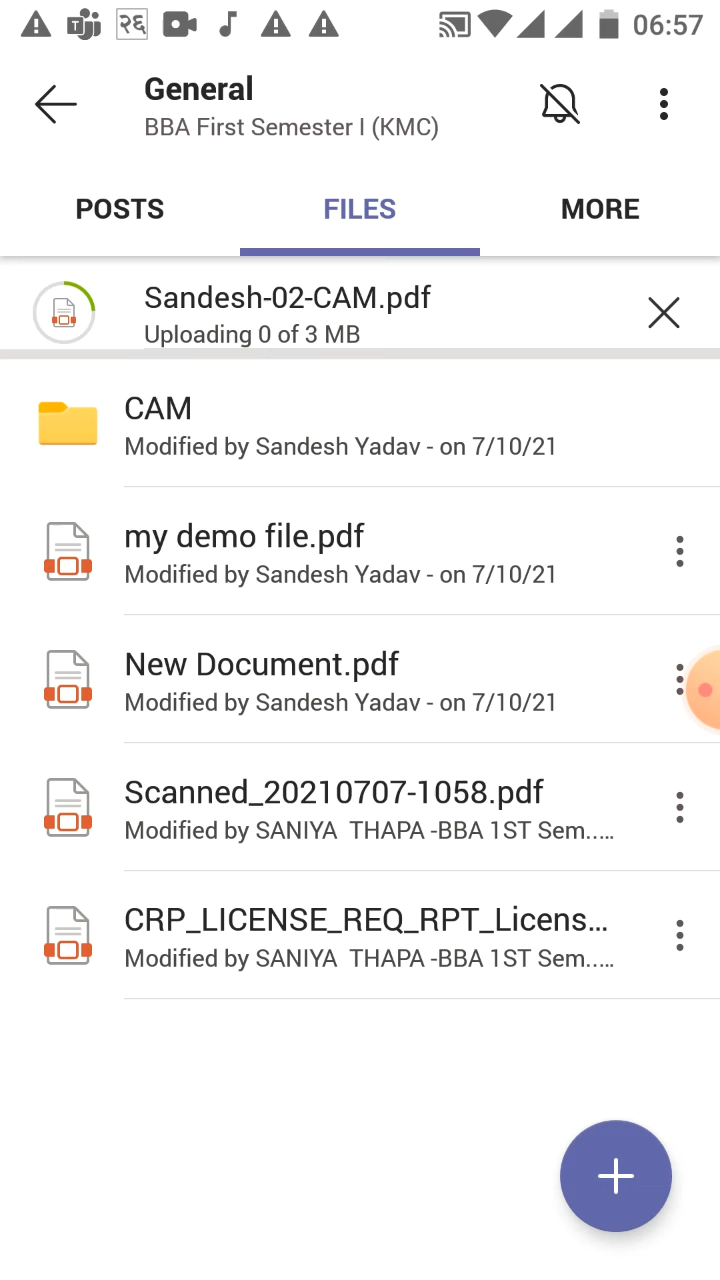 २६
06:57
General
BBA First Semester I (KMC)
POSTS
FILES
MORE
Sandesh-02-CAM.pdf
Uploading 0 of 3 MB
CAM
Modified by Sandesh Yadav - on 7/10/21
my demo file.pdf
Modified by Sandesh Yadav - on 7/10/21
New Document.pdf
Modified by Sandesh Yadav - on 7/10/21
Scanned_20210707-1058.pdf
Modified by SANIYA THAPA -BBA 1ST Sem.....
CRP_LICENSE_REQ_RPT_Licens...
Modified by SANIYA THAPA -BBA 1ST Sem.....